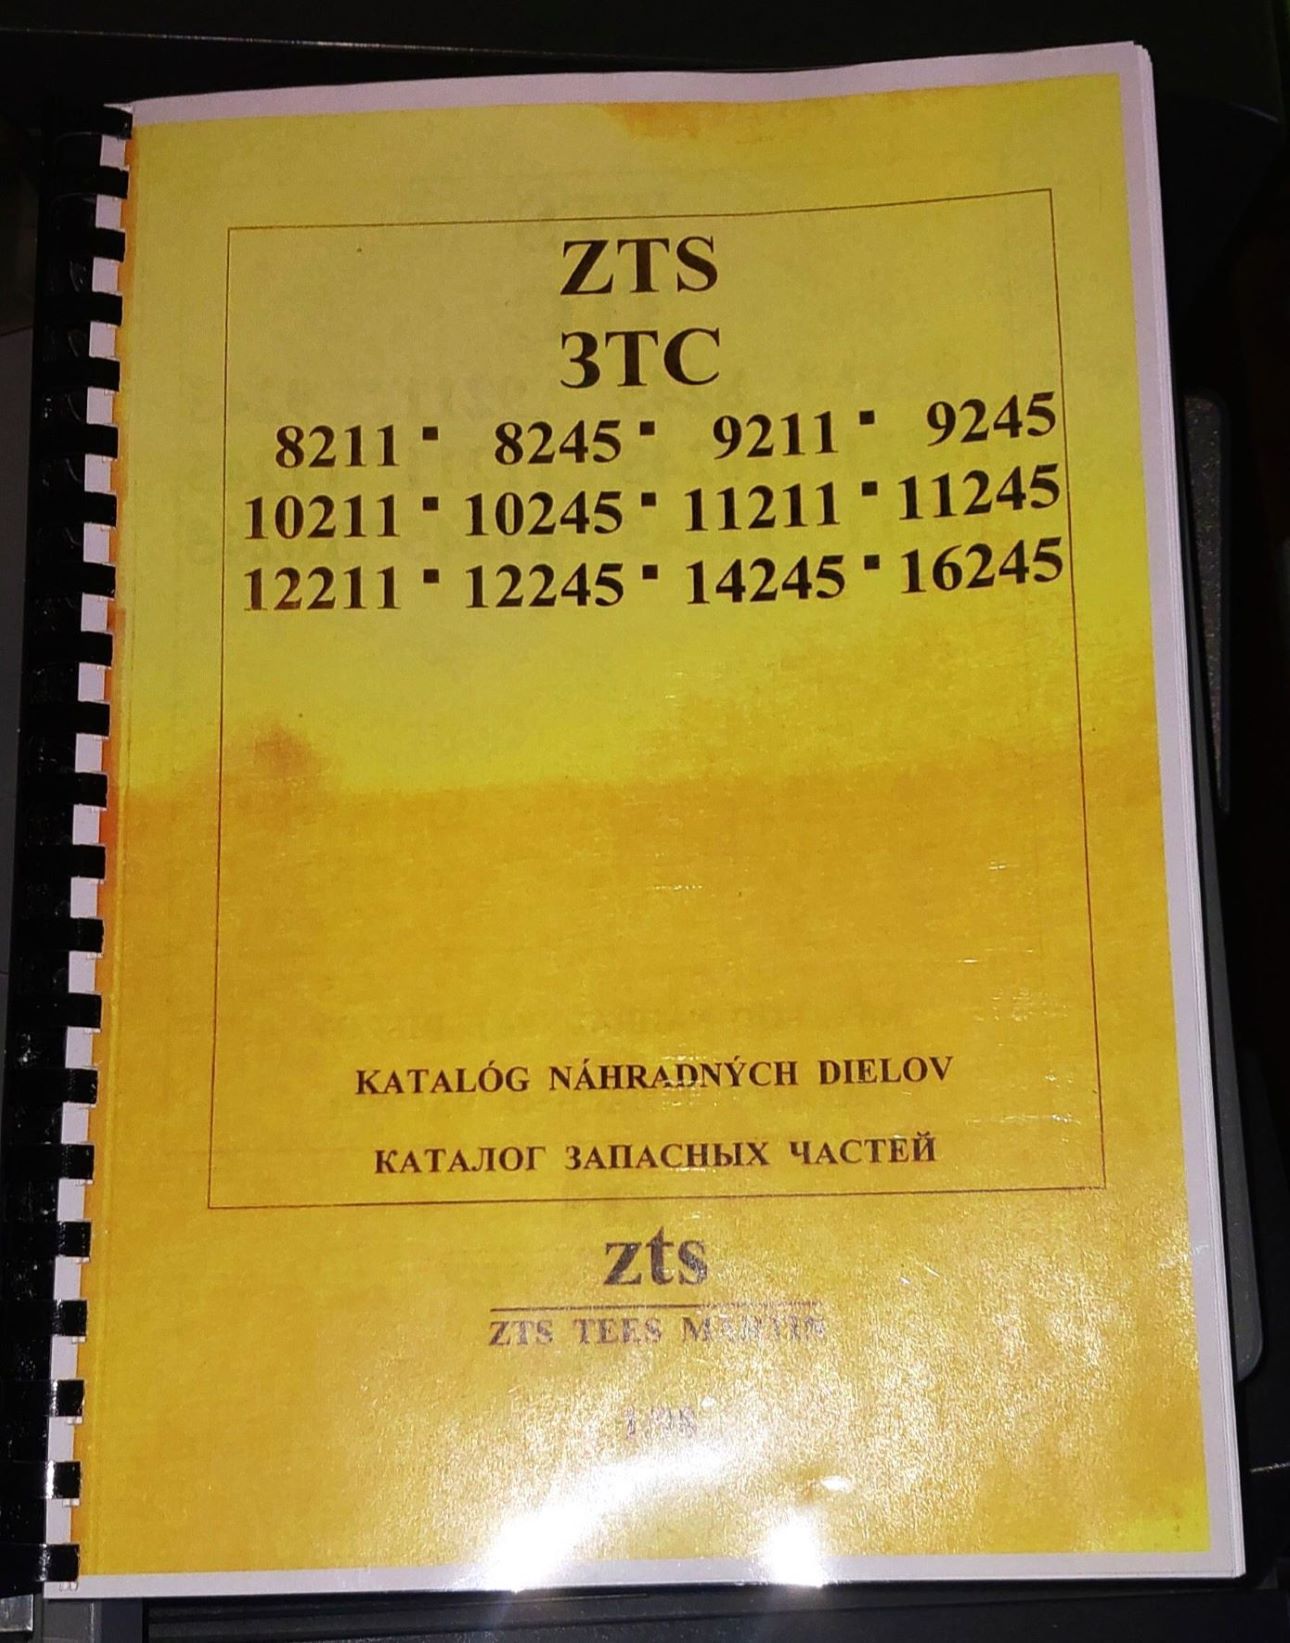 ZTS
ЗТС
8211 ▪ 8245 ▪ 9211 ▪ 9245
10211 ▪ 10245 ▪ 11211 ▪ 11245
12211 ▪ 12245 ▪ 14245 ▪ 16245
KATALÓG NÁHRADNÝCH DIELOV
КАТАЛОГ ЗАПАСНЫХ ЧАСТЕЙ
zts
ZTS TEES MARTIN